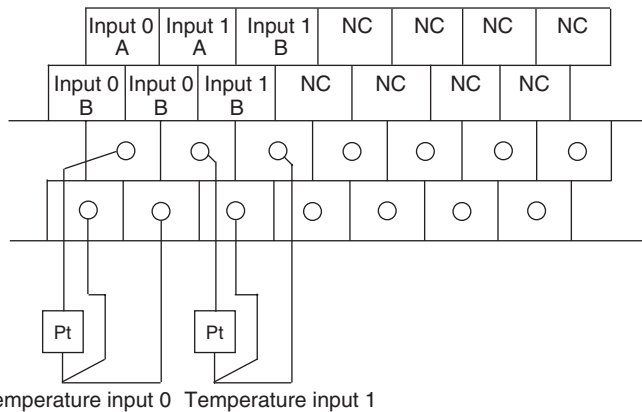 Input 0 Input 1 Input 1 NC NC NC NC
A A B
Input 0 Input 0 Input 1 NC NC NC NC
B B B
Pt Pt
emperature input 0 Temperature input 1